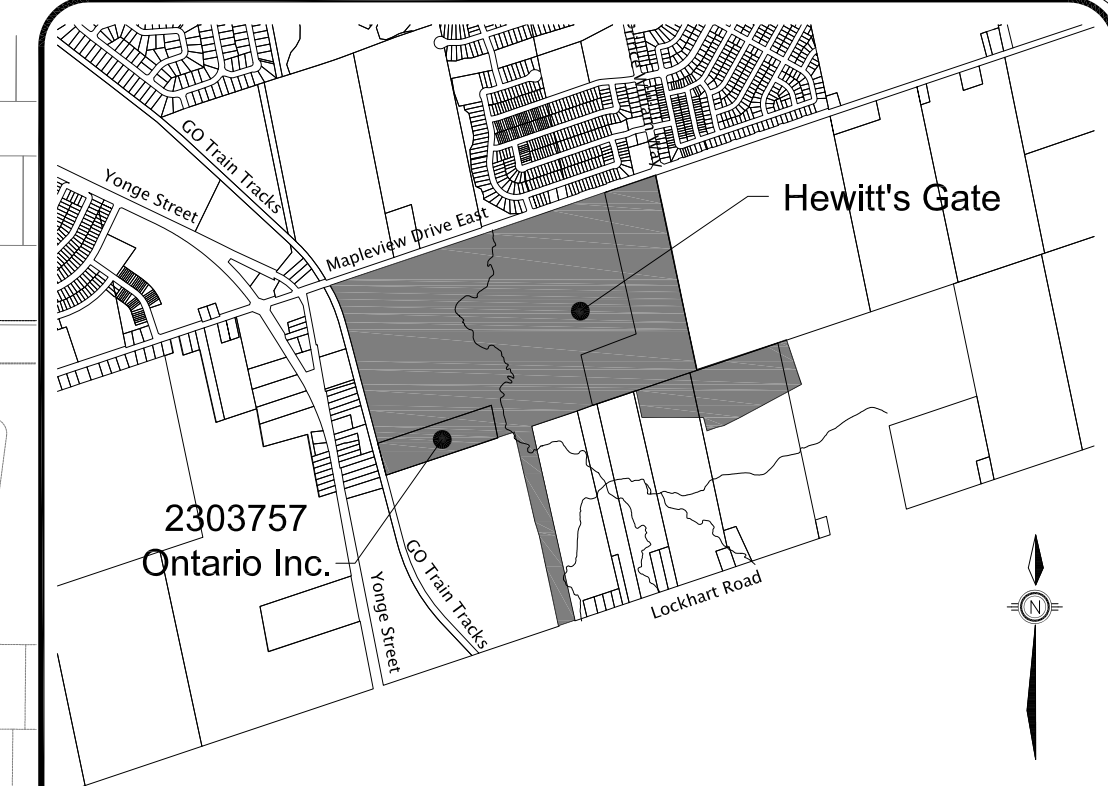 GO Train Tracks
Yonge Street
Mapleview Drive East
Hewitt's Gate
2303757
Ontario Inc.
GO Train Tracks
Yonge Street
Lockhart Road
N